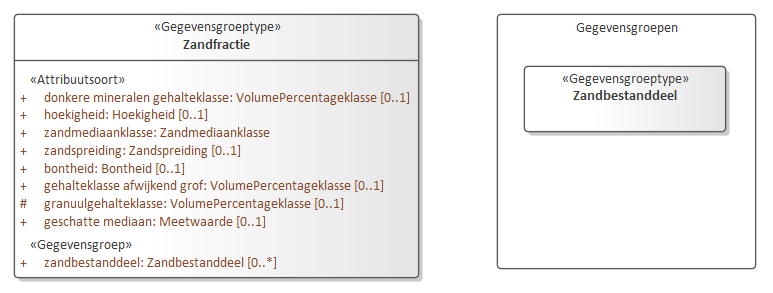 «Gegevensgroeptype»
Zandfractie
«Attribuutsoort»
+ donkere mineralen gehalteklasse: VolumePercentageklasse [0..1]
+ hoekigheid: Hoekigheid [0..1]
+ zandmediaanklasse: Zandmediaanklasse
+ zandspreiding: Zandspreiding [0..1]
+ bontheid: Bontheid [0..1]
+ gehalteklasse afwijkend grof: VolumePercentageklasse [0..1]
# granuulgehalteklasse: VolumePercentageklasse [0..1]
+ geschatte mediaan: Meetwaarde [0..1]
«Gegevensgroep»
+ zandbestanddeel: Zandbestanddeel [0..*]
Gegevensgroepen
«Gegevensgroeptype»
Zandbestanddeel